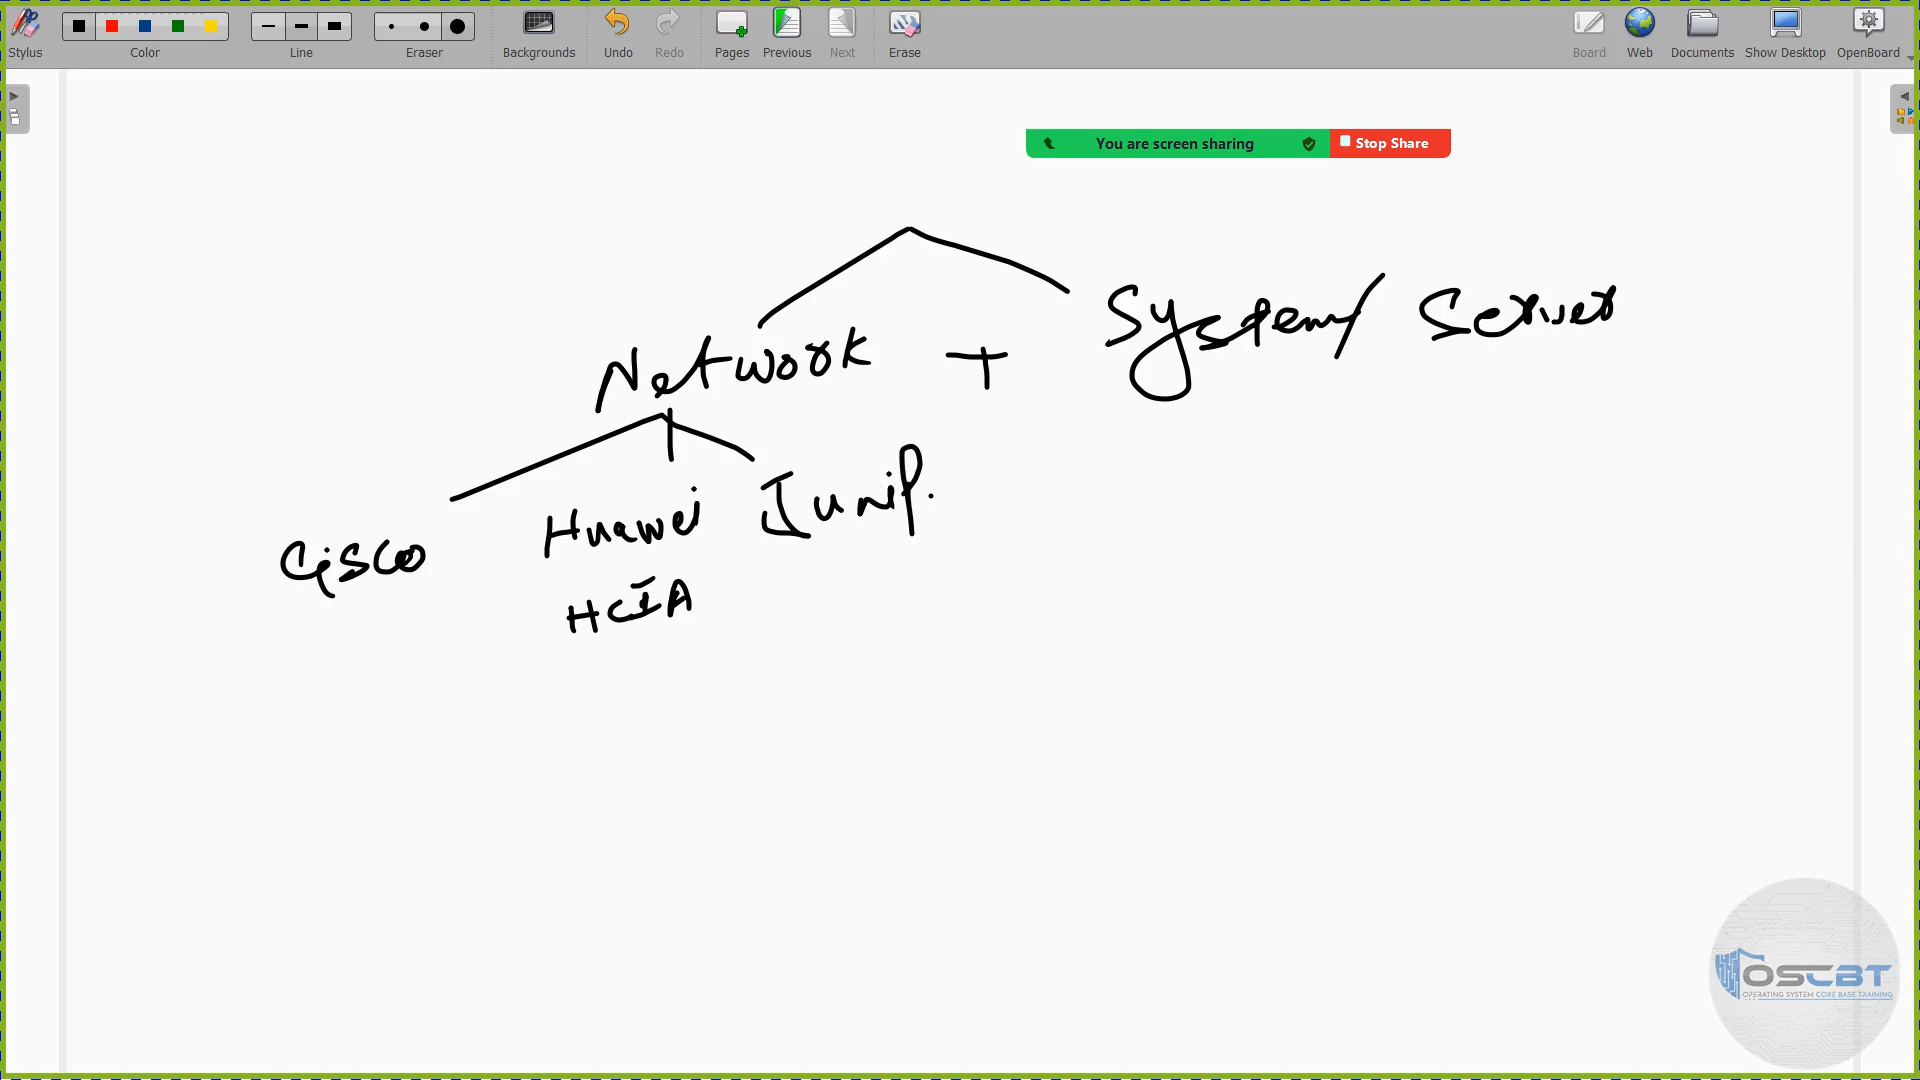 Stylus Color Line Eraser Backgrounds Undo Redo Pages Previous Next Erase Board Web Documents Show Desktop OpenBoard
You are screen sharing Stop Share
Network + System/ Server
Cisco Huawei Junip.
HCIA
OSCBT
OPERATING SYSTEM CORE BASE TRAINING